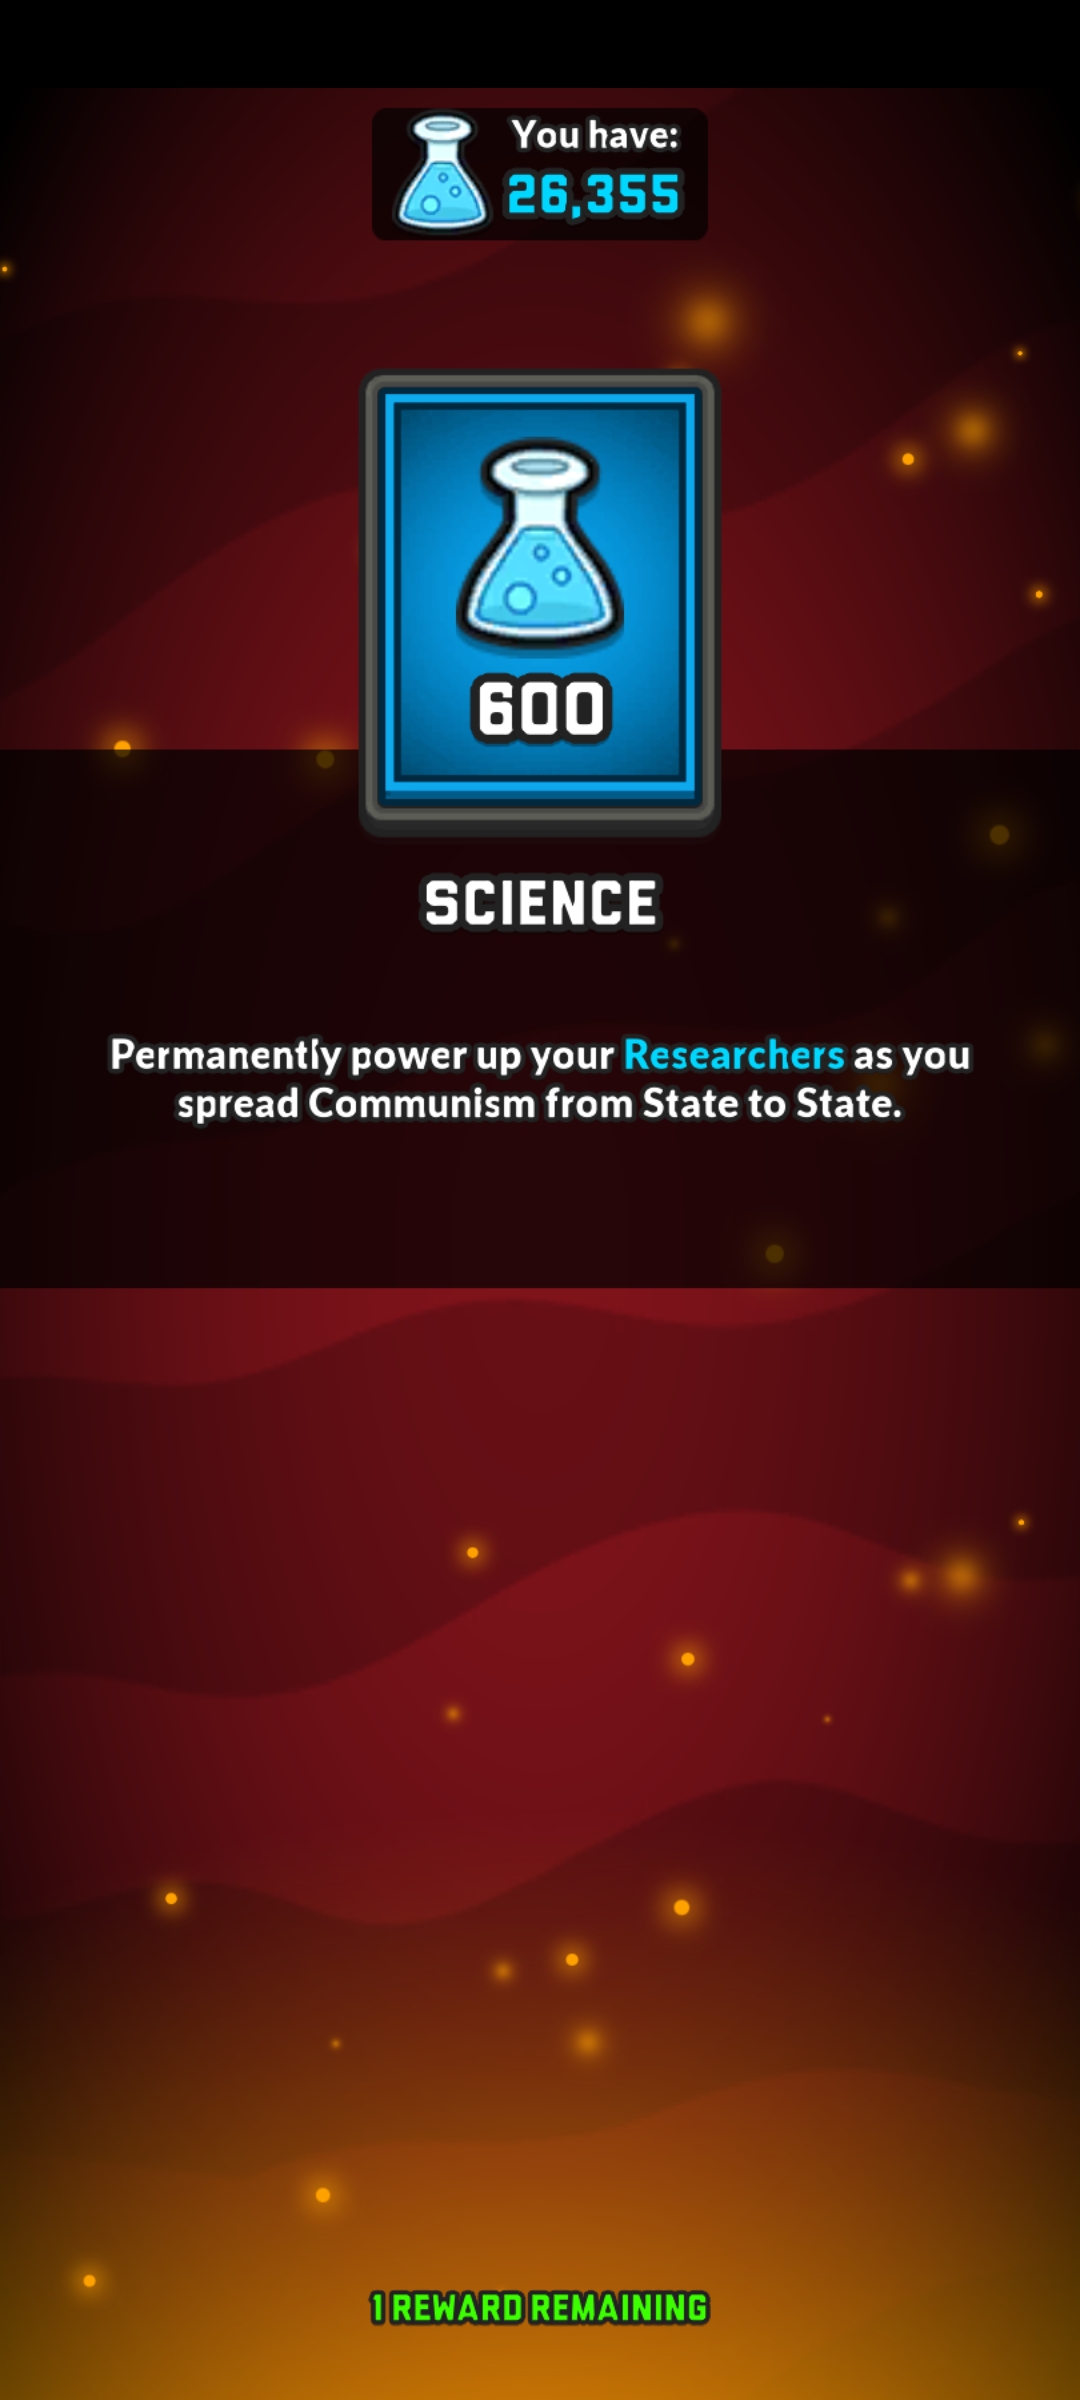 You have:
26,355
600
SCIENCE
Permanently power up your Researchers as you
spread Communism from State to State.
1 REWARD REMAINING